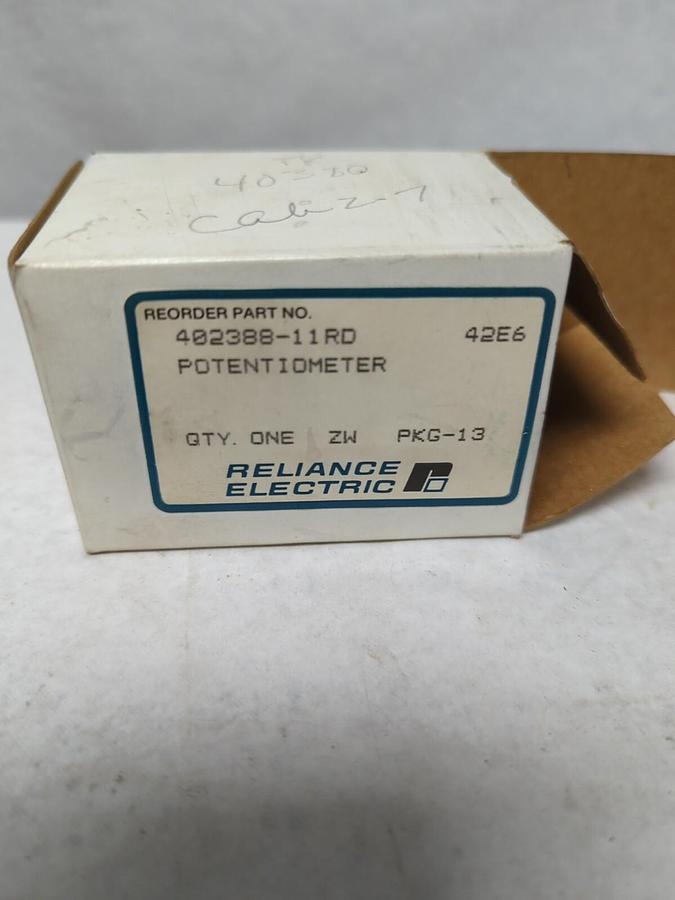 REORDER PART NO.
402388-11RD 42E6
POTENTIOMETER
QTY. ONE ZW PKG-13
RELIANCE
ELECTRIC